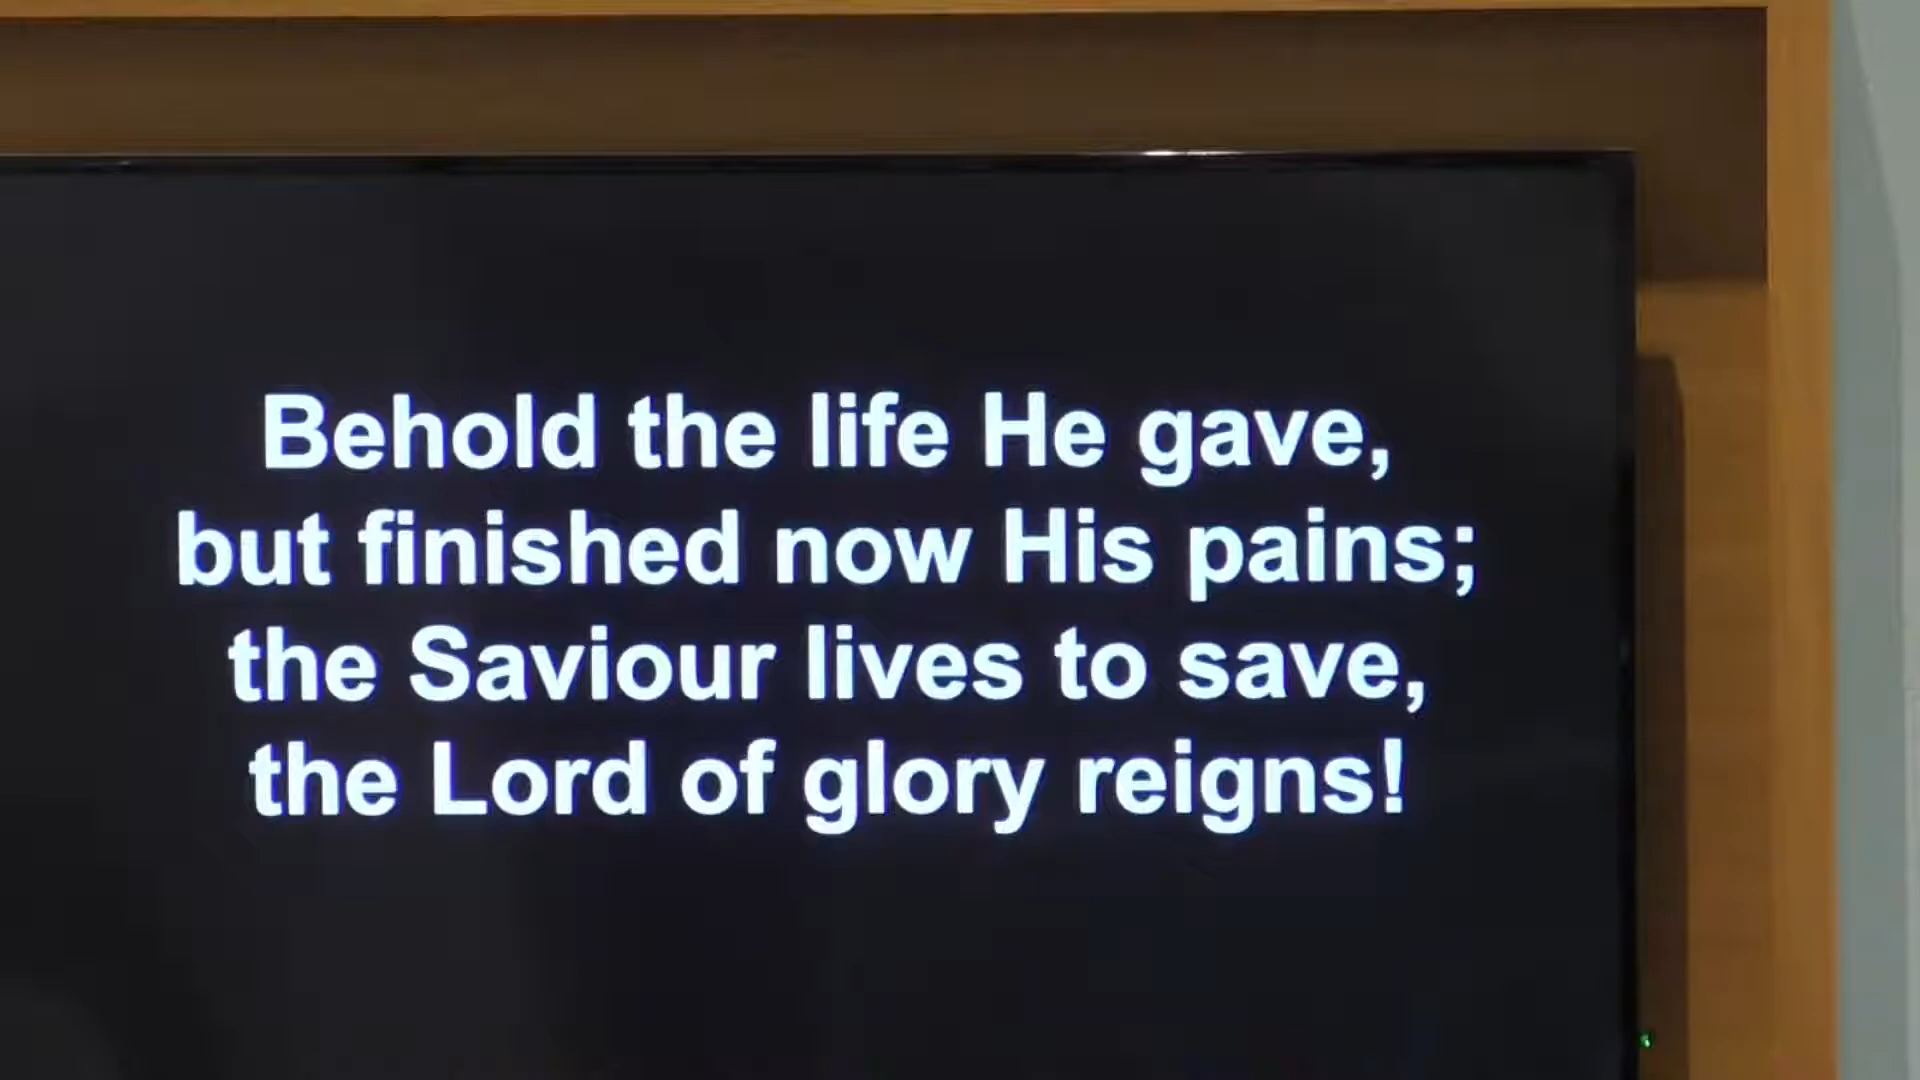 Behold the life He gave,
but finished now His pains;
the Saviour lives to save,
the Lord of glory reigns!